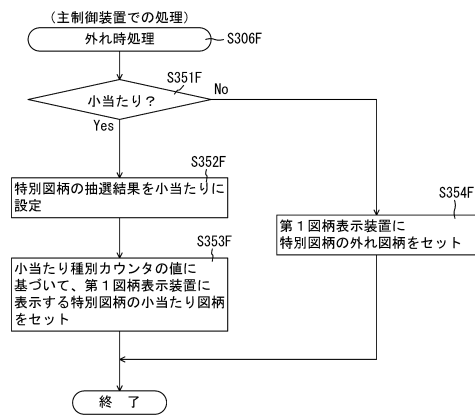 （主制御装置での処理）
外れ時処理
S306F
S351F
小当たり？
No
Yes
S352F
特別図柄の抽選結果を小当たりに
設定
S354F
第１図柄表示装置に
特別図柄の外れ図柄をセット
S353F
小当たり種別カウンタの値に
基づいて、第１図柄表示装置に
表示する特別図柄の小当たり図柄
をセット
終　了